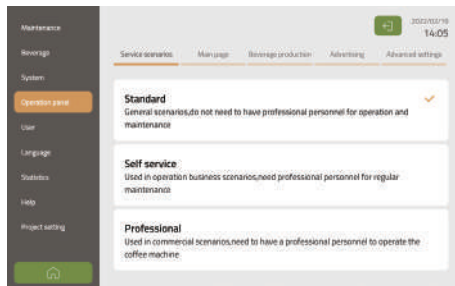 Maintenance
Beverage
System
Operation panel
User
Language
Statistics
Help
Project setting
2022/02/19
14:05
Service scenarios Main page Beverage production Advertising Advanced settings
Standard
General scenarios,do not need to have professional personnel for operation and
maintenance
Self service
Used in operation business scenarios,need professional personnel for regular
maintenance
Professional
Used in commercial scenarios,need to have a professional personnel to operate the
coffee machine